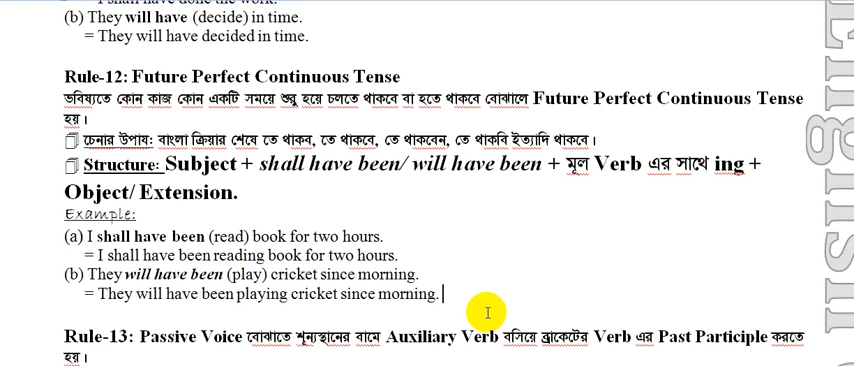 (b) They will have (decide) in time.
= They will have decided in time.
Rule-12: Future Perfect Continuous Tense
ভবিষ্যতে কোন কাজ কোন একটি সময়ে শুরু হয়ে চলতে থাকবে বা হতে থাকবে বোঝালে Future Perfect Continuous Tense
হয়।
চেনার উপায়: বাংলা ক্রিয়ার শেষে তে থাকব, তে থাকবে, তে থাকবেন, তে থাকবি ইত্যাদি থাকবে।
Structure: Subject + shall have been/ will have been + মূল Verb এর সাথে ing +
Object/ Extension.
Example:
(a) I shall have been (read) book for two hours.
= I shall have been reading book for two hours.
(b) They will have been (play) cricket since morning.
= They will have been playing cricket since morning.
Rule-13: Passive Voice বোঝাতে শূন্যস্থানের বামে Auxiliary Verb বসিয়ে ব্রাকেটের Verb এর Past Participle করতে
হয়।